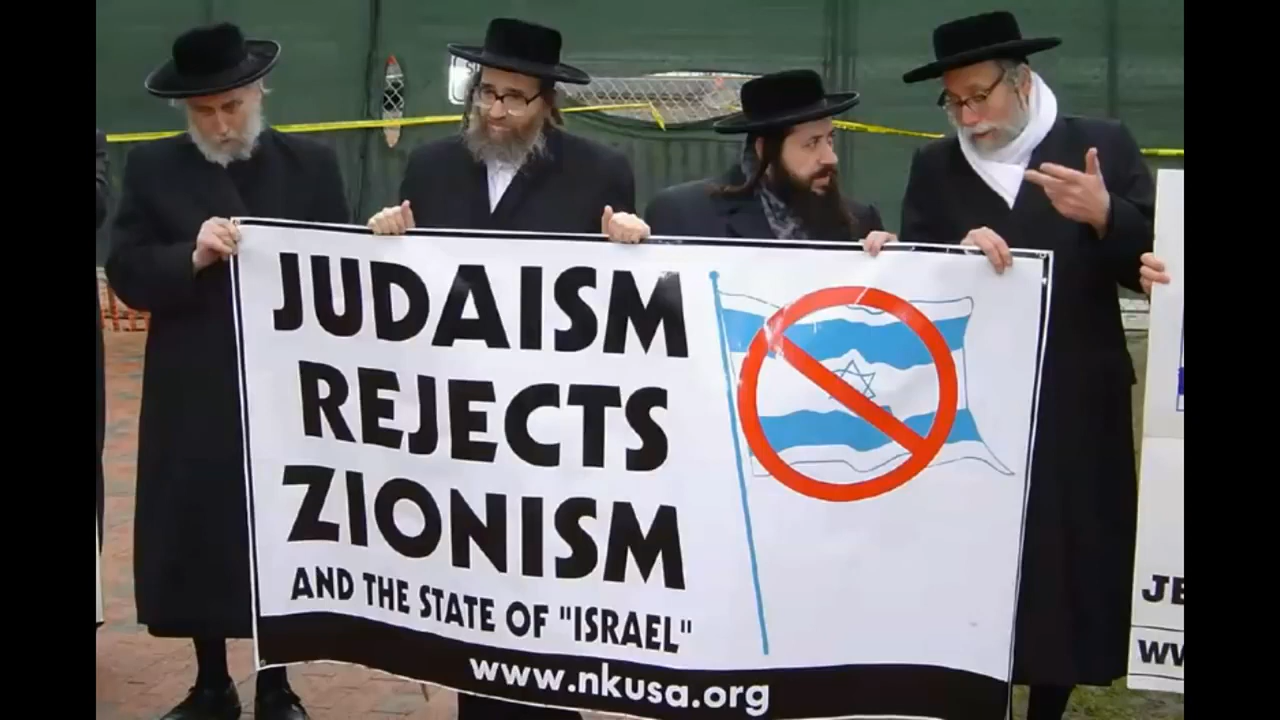 JUDAISM
REJECTS
ZIONISM
AND THE STATE OF "ISRAEL"
www.nkusa.org